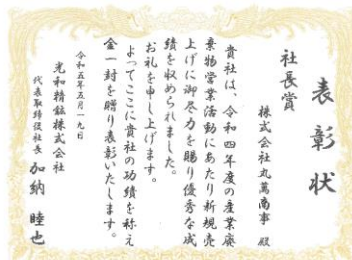 表彰状
社長賞
株式会社丸萬商事 殿
貴社は、令和四年度の産業廃
棄物営業活動にあたり新規売
上げに御尽力を賜り優秀な成
績を収められました。
お礼を申し上げます。
よってここに貴社の功績を称え
金一封を贈り表彰いたします。
令和五年五月一九日
光和精鉱株式会社
代表取締役社長 加納 睦也